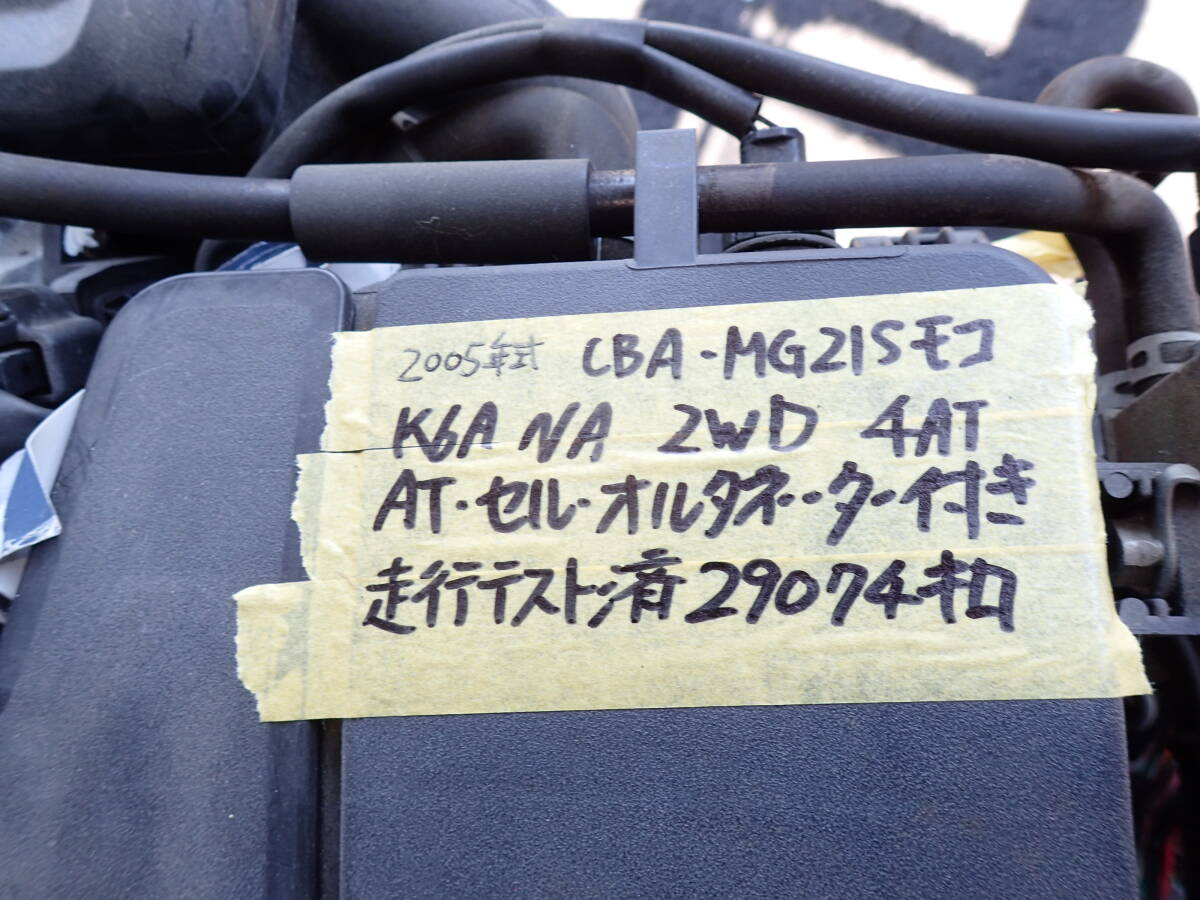 2005年式 CBA-MG21Sモコ
K6A NA 2WD 4AT
AT・セル・オルタネーター付き
走行テスト済29074キロ